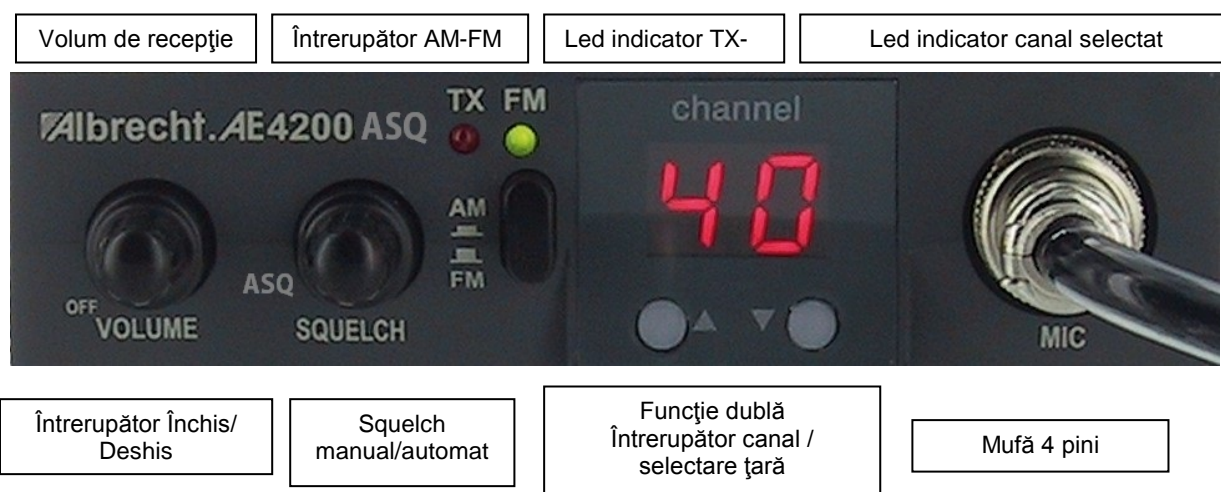 Volum de recepţie
Întrerupător AM-FM
Led indicator TX-
Led indicator canal selectat
Albrecht.AE4200 ASQ
TX FM
channel
40
AM
FM
ASQ
OFF
VOLUME
SQUELCH
MIC
Întrerupător Închis/
Deshis
Squelch
manual/automat
Funcţie dublă
Întrerupător canal /
selectare ţară
Mufă 4 pini